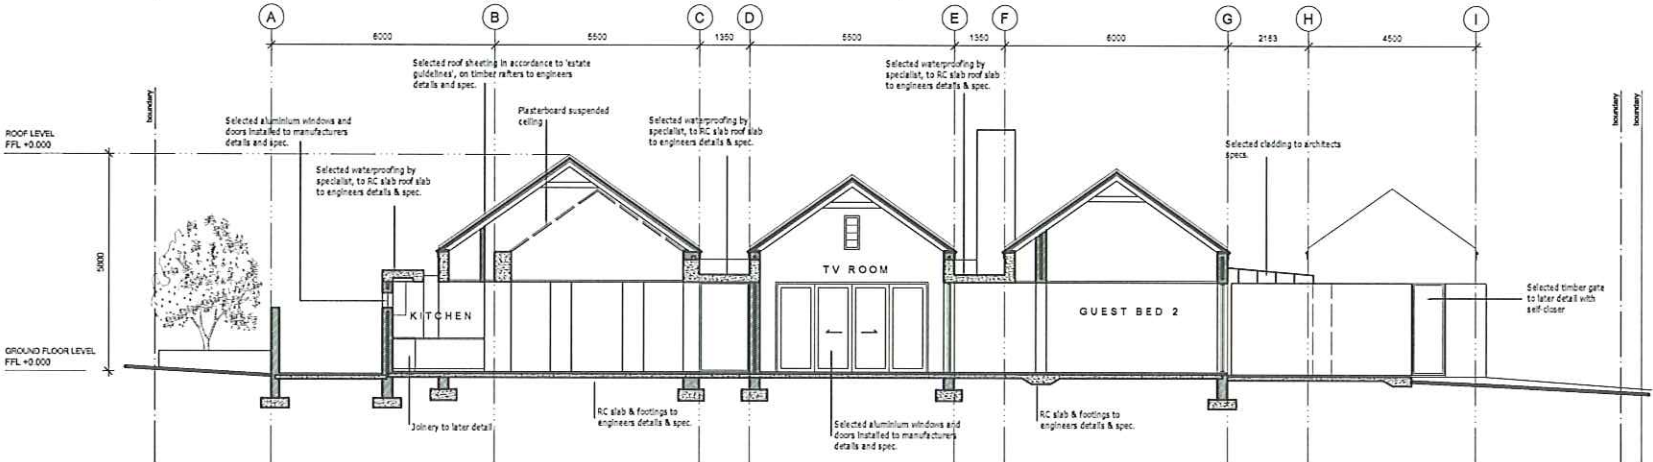 A B C D E F G H I
6000 5500 1350 5500 1350 6000 2153 4500
Selected roof sheeting in accordance to 'estate
guidelines', on timber rafters to engineers
details and spec.
Selected waterproofing by
specialist, to RC slab roof slab
to engineers details & spec.
boundary
boundary
boundary
Plasterboard suspended
ceiling
Selected aluminium windows and
doors installed to manufacturers
details and spec.
Selected waterproofing by
specialist, to RC slab roof slab
to engineers details & spec.
ROOF LEVEL
FFL +0.000
Selected cladding to architects
specs.
Selected waterproofing by
specialist, to RC slab roof slab
to engineers details & spec.
5800
TV ROOM
Selected timber gate
to later detail with
self-closer
KITCHEN
GUEST BED 2
GROUND FLOOR LEVEL
FFL +0.000
Joinery to later detail
RC slab & footings to
engineers details & spec.
Selected aluminium windows and
doors installed to manufacturers
details and spec.
RC slab & footings to
engineers details & spec.